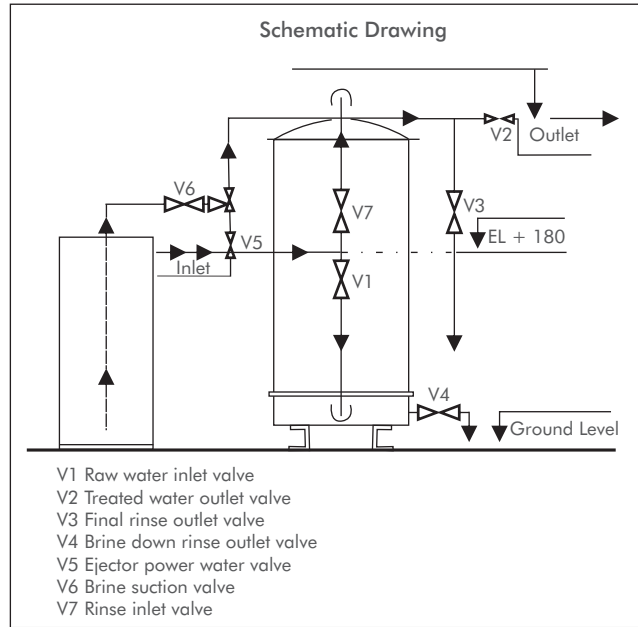 Schematic Drawing
V2
Outlet
V6
V7
V3
V5
EL + 180
Inlet
V1
V4
Ground Level
V1 Raw water inlet valve
V2 Treated water outlet valve
V3 Final rinse outlet valve
V4 Brine down rinse outlet valve
V5 Ejector power water valve
V6 Brine suction valve
V7 Rinse inlet valve